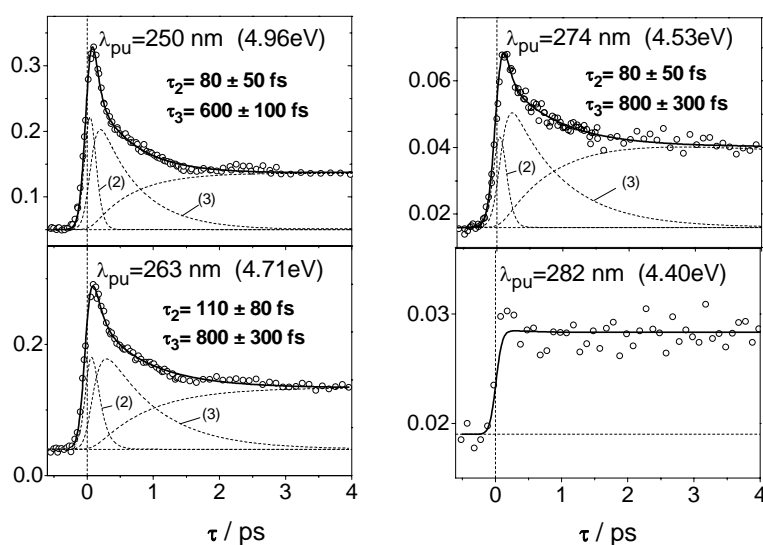 λpu=250 nm (4.96eV)
τ2= 80 ± 50 fs
τ3= 600 ± 100 fs
0.3
0.2
0.1
(2)
(3)
λpu=263 nm (4.71eV)
τ2= 110 ± 80 fs
τ3= 800 ± 300 fs
0.2
0.0
(2)
(3)
0 1 2 3 4
τ / ps
λpu=274 nm (4.53eV)
τ2= 80 ± 50 fs
τ3= 800 ± 300 fs
0.06
0.04
0.02
(2)
(3)
λpu=282 nm (4.40eV)
0.03
0.02
0 1 2 3 4
τ / ps